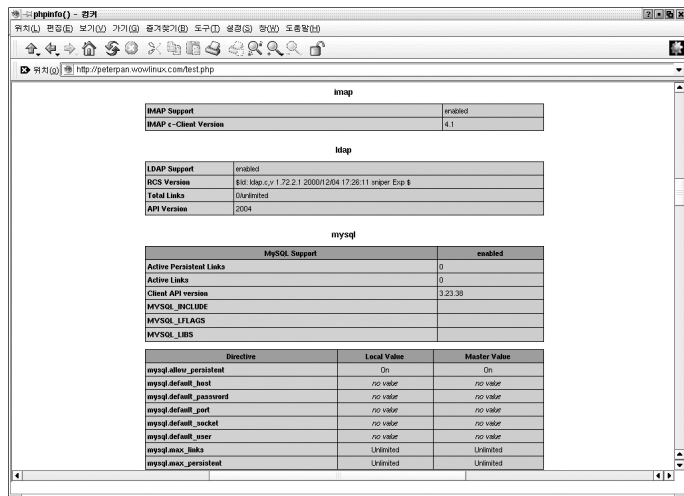 phpinfo() - 컹커
위치(L) 편집(E) 보기(V) 가기(G) 즐겨찾기(B) 도구(T) 설정(S) 창(W) 도움말(H)
위치(o) http://peterpan.wowlinux.com/test.php
imap
IMAP Support enabled
IMAP c-Client Version 4.1
ldap
LDAP Support enabled
RCS Version $Id: ldap.c,v 1.72.2.1 2000/12/04 17:26:11 sniper Exp $
Total Links 0/unlimited
API Version 2004
mysql
MySQL Support enabled
Active Persistent Links 0
Active Links 0
Client API version 3.23.38
MYSQL_INCLUDE
MYSQL_LFLAGS
MYSQL_LIBS
Directive Local Value Master Value
mysql.allow_persistent On On
mysql.default_host no value no value
mysql.default_password no value no value
mysql.default_port no value no value
mysql.default_socket no value no value
mysql.default_user no value no value
mysql.max_links Unlimited Unlimited
mysql.max_persistent Unlimited Unlimited